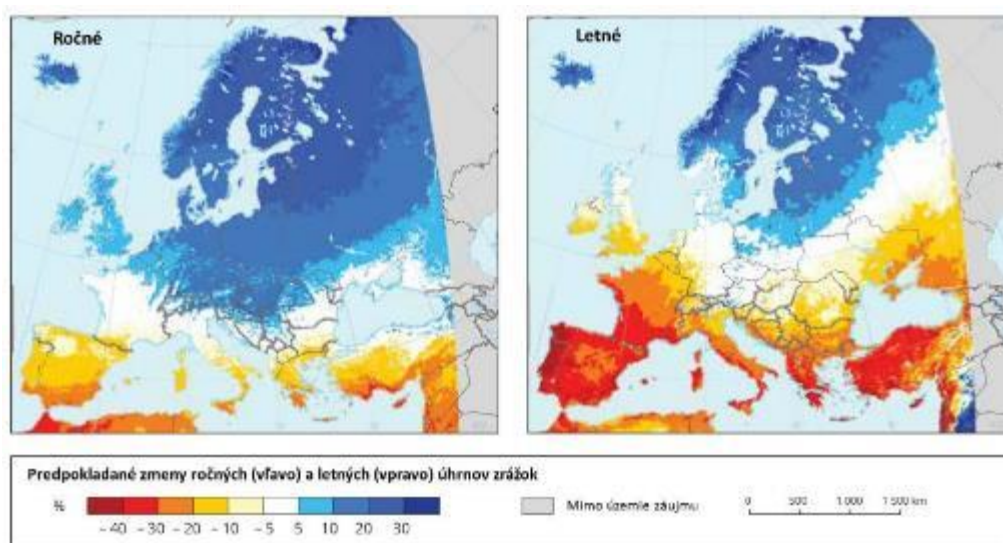 Ročné
Letné
Predpokladané zmeny ročných (vľavo) a letných (vpravo) úhrnov zrážok
%
– 40 – 30 – 20 – 10 – 5 5 10 20 30
Mimo územie záujmu
0 500 1 000 1 500 km